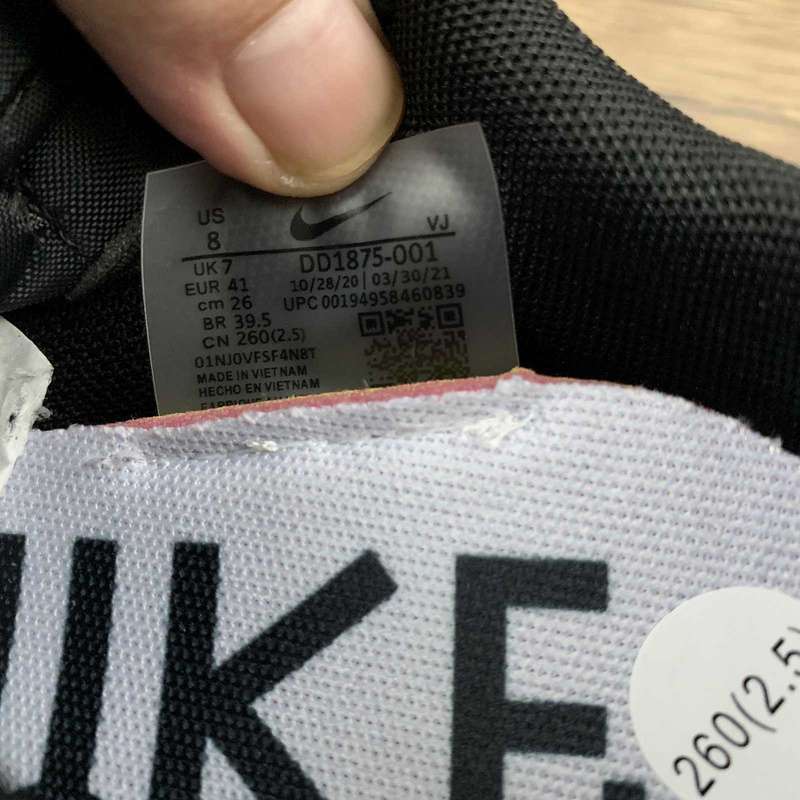 US
8
VJ
UK 7
DD1875-001
EUR 41
10/28/20 | 03/30/21
cm 26
UPC 00194958460839
BR 39.5
CN 260(2.5)
01NJ0VFSF4N8T
MADE IN VIETNAM
HECHO EN VIETNAM
NIKE
260(2.5)